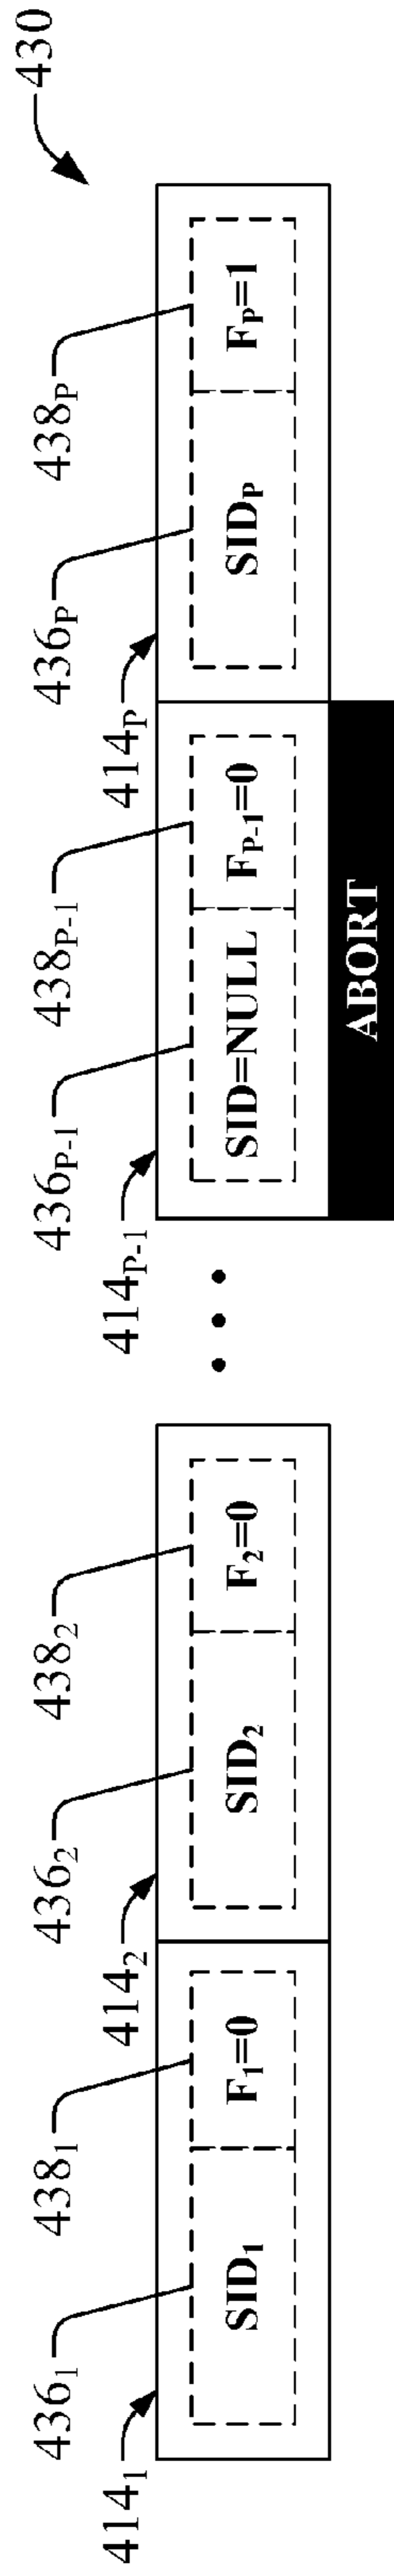 430
436₁ 438₁ 436₂ 438₂ 436P-1 438P-1 436P 438P
414₁ 414₂ 414P-1 414P
SID₁ F₁=0 SID₂ F₂=0 • • • SID=NULL FP-1=0 SIDP FP=1
ABORT